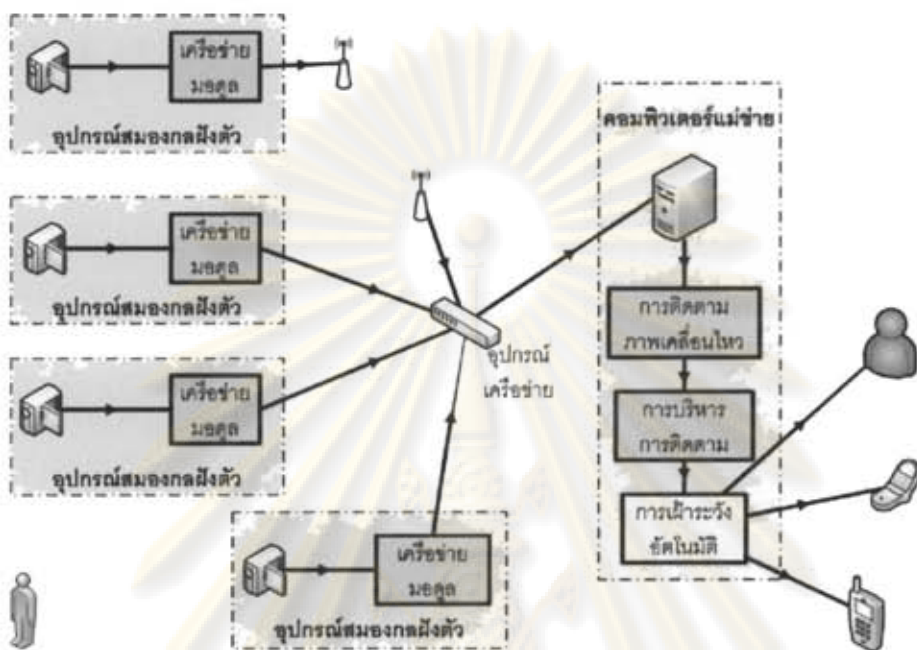 เครือข่าย
มอดูล
อุปกรณ์สมองกลฝังตัว
คอมพิวเตอร์แม่ข่าย
เครือข่าย
มอดูล
อุปกรณ์สมองกลฝังตัว
การติดตาม
ภาพเคลื่อนไหว
อุปกรณ์
เครือข่าย
เครือข่าย
มอดูล
อุปกรณ์สมองกลฝังตัว
การบริหาร
การติดตาม
การเฝ้าระวัง
อัตโนมัติ
เครือข่าย
มอดูล
อุปกรณ์สมองกลฝังตัว